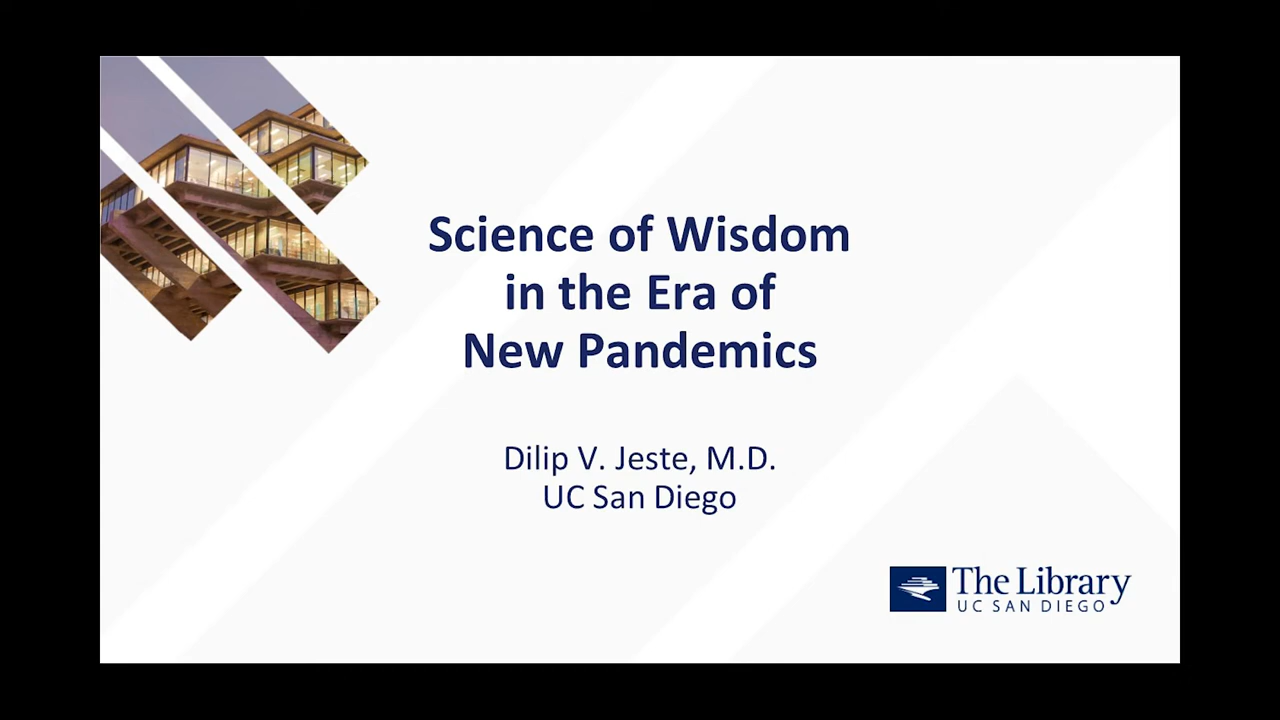 Science of Wisdom
in the Era of
New Pandemics
Dilip V. Jeste, M.D.
UC San Diego
The Library
UC SAN DIEGO